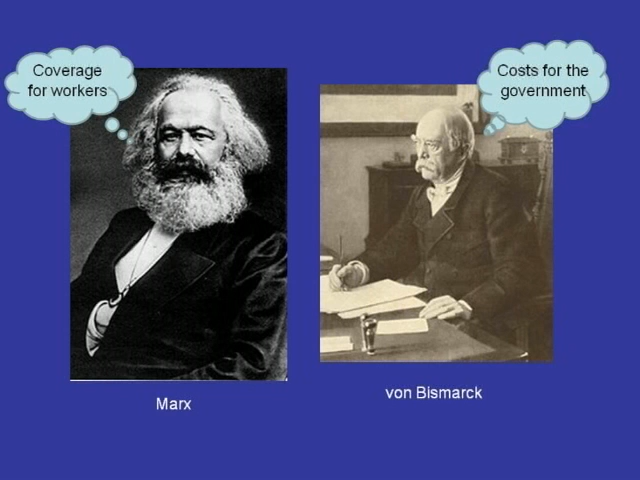 Coverage
for workers
Costs for the
government
Marx
von Bismarck